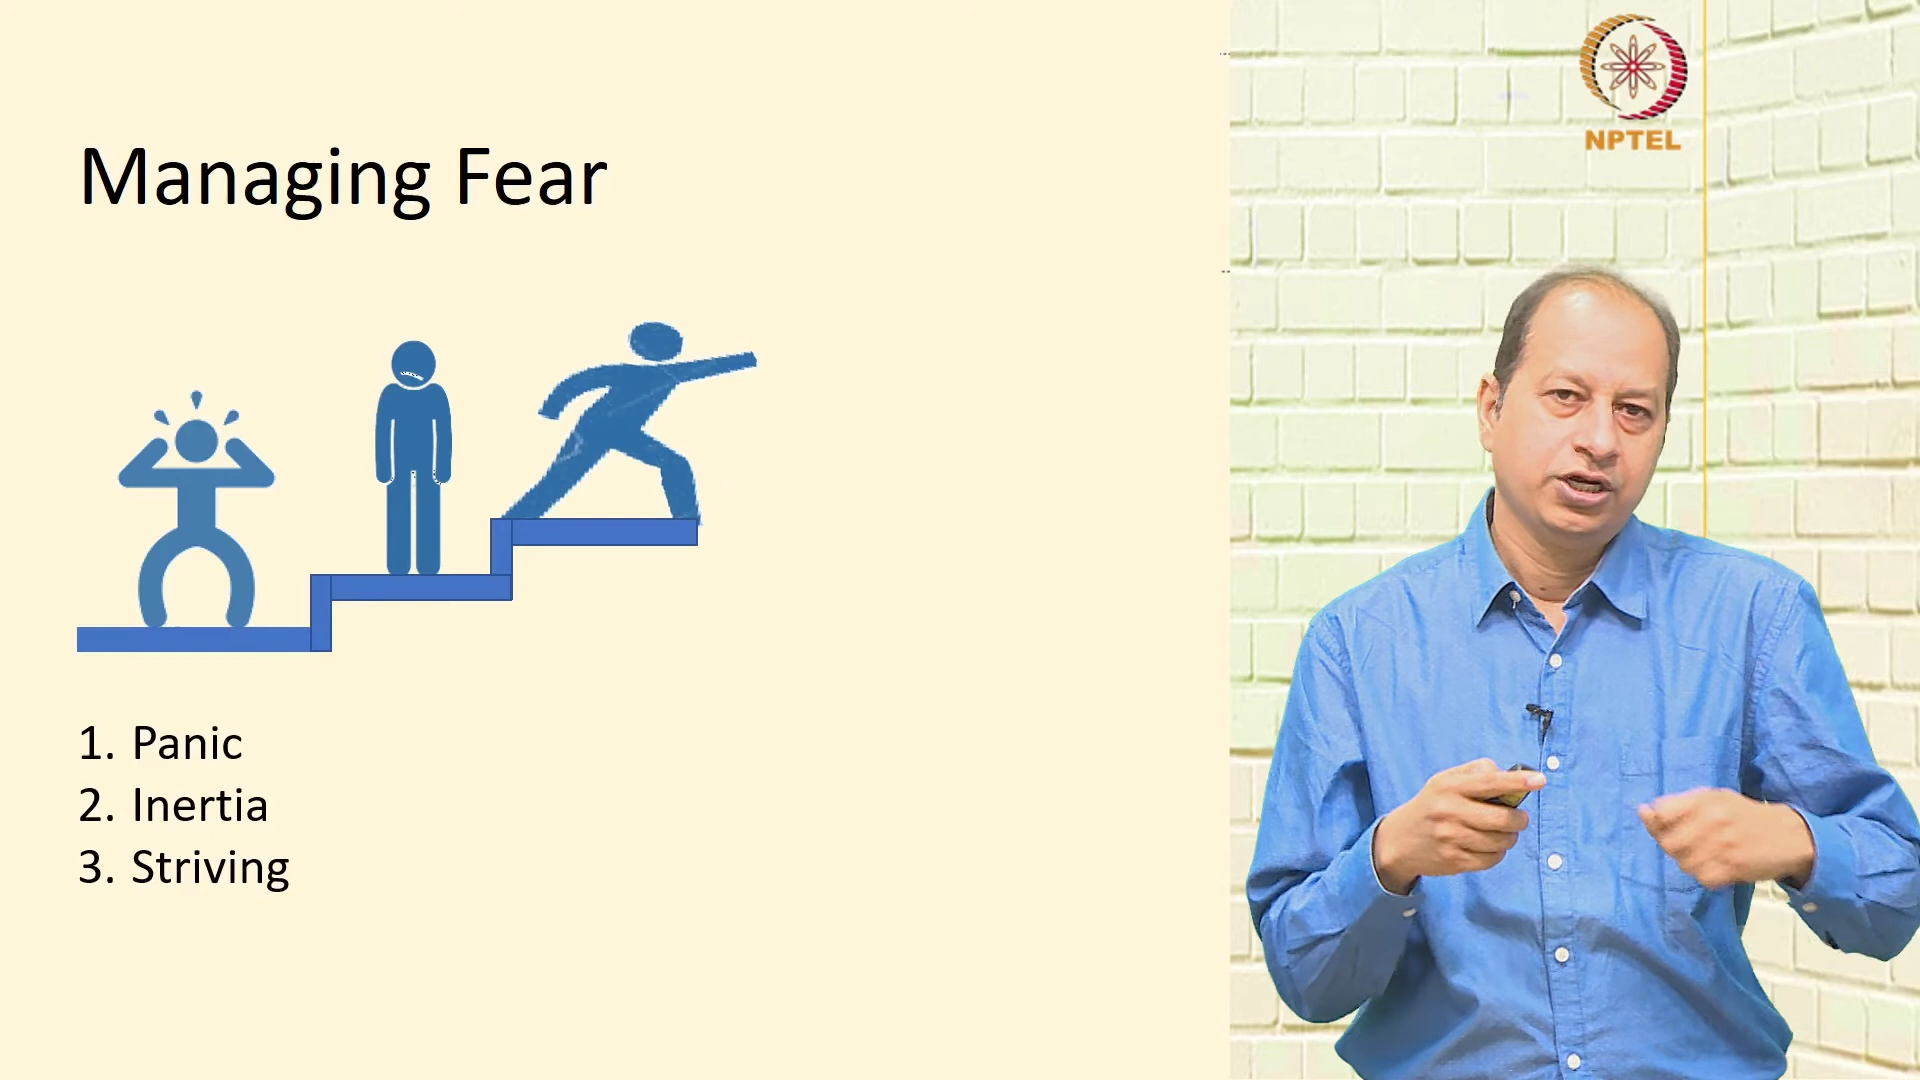 NPTEL
Managing Fear
1. Panic
2. Inertia
3. Striving